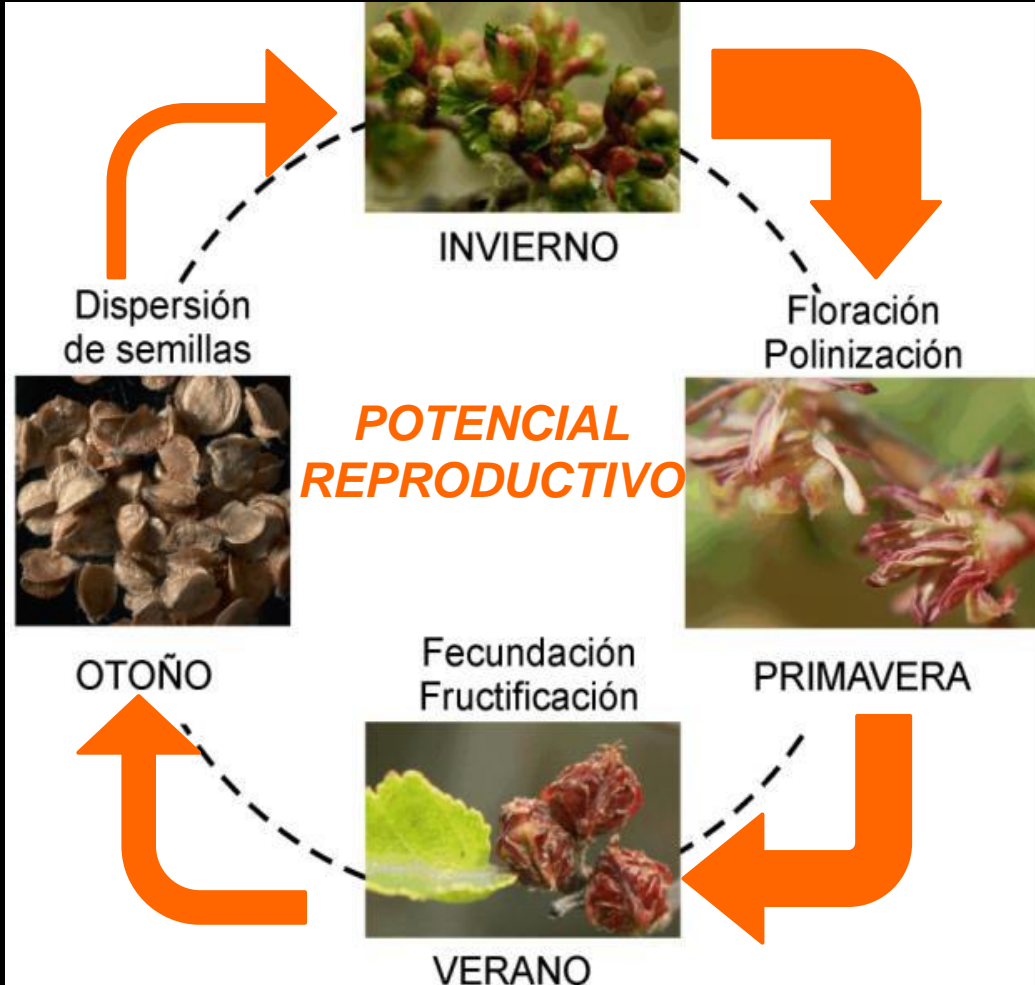 INVIERNO
Dispersión
de semillas
Floración
Polinización
POTENCIAL
REPRODUCTIVO
OTOÑO
Fecundación
Fructificación
PRIMAVERA
VERANO